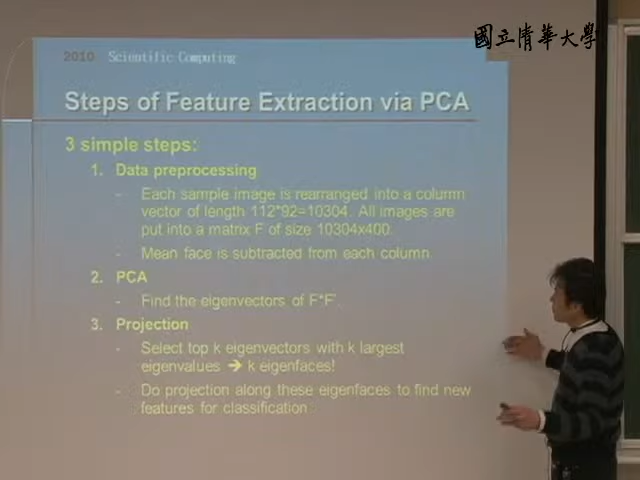 國立清華大學
2010 Scientific Computing
Steps of Feature Extraction via PCA
3 simple steps:
1. Data preprocessing
- Each sample image is rearranged into a column
vector of length 112*92=10304. All images are
put into a matrix F of size 10304x400.
- Mean face is subtracted from each column.
2. PCA
- Find the eigenvectors of F*F'.
3. Projection
- Select top k eigenvectors with k largest
eigenvalues ➔ k eigenfaces!
- Do projection along these eigenfaces to find new
features for classification